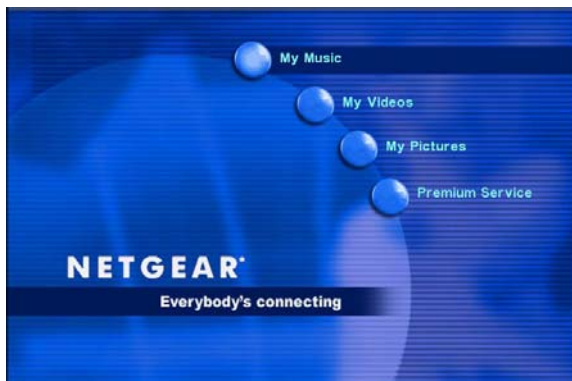 My Music
My Videos
My Pictures
Premium Service
NETGEAR
Everybody's connecting